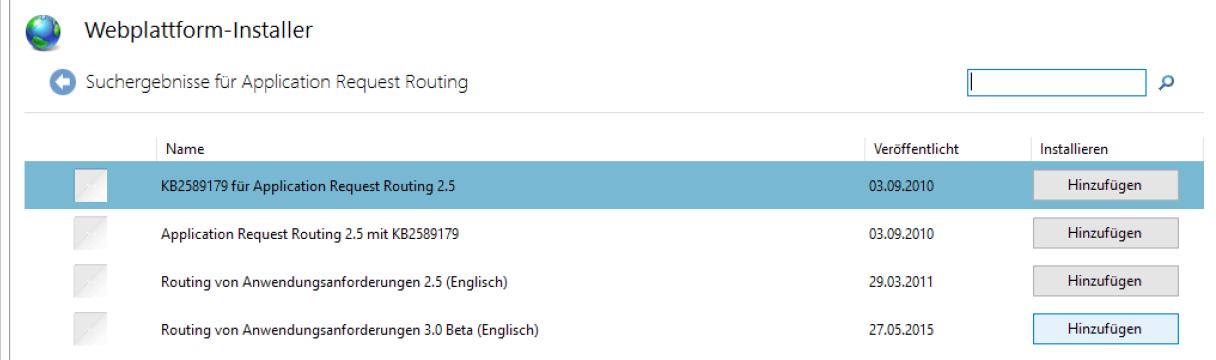 Webplattform-Installer
Suchergebnisse für Application Request Routing
Name Veröffentlicht Installieren
KB2589179 für Application Request Routing 2.5 03.09.2010 Hinzufügen
Application Request Routing 2.5 mit KB2589179 03.09.2010 Hinzufügen
Routing von Anwendungsanforderungen 2.5 (Englisch) 29.03.2011 Hinzufügen
Routing von Anwendungsanforderungen 3.0 Beta (Englisch) 27.05.2015 Hinzufügen